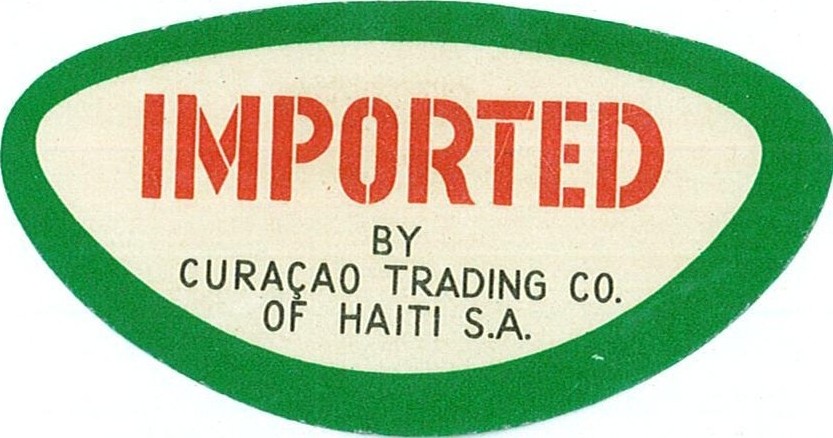 IMPORTED
BY
CURAÇAO TRADING CO.
OF HAITI S.A.